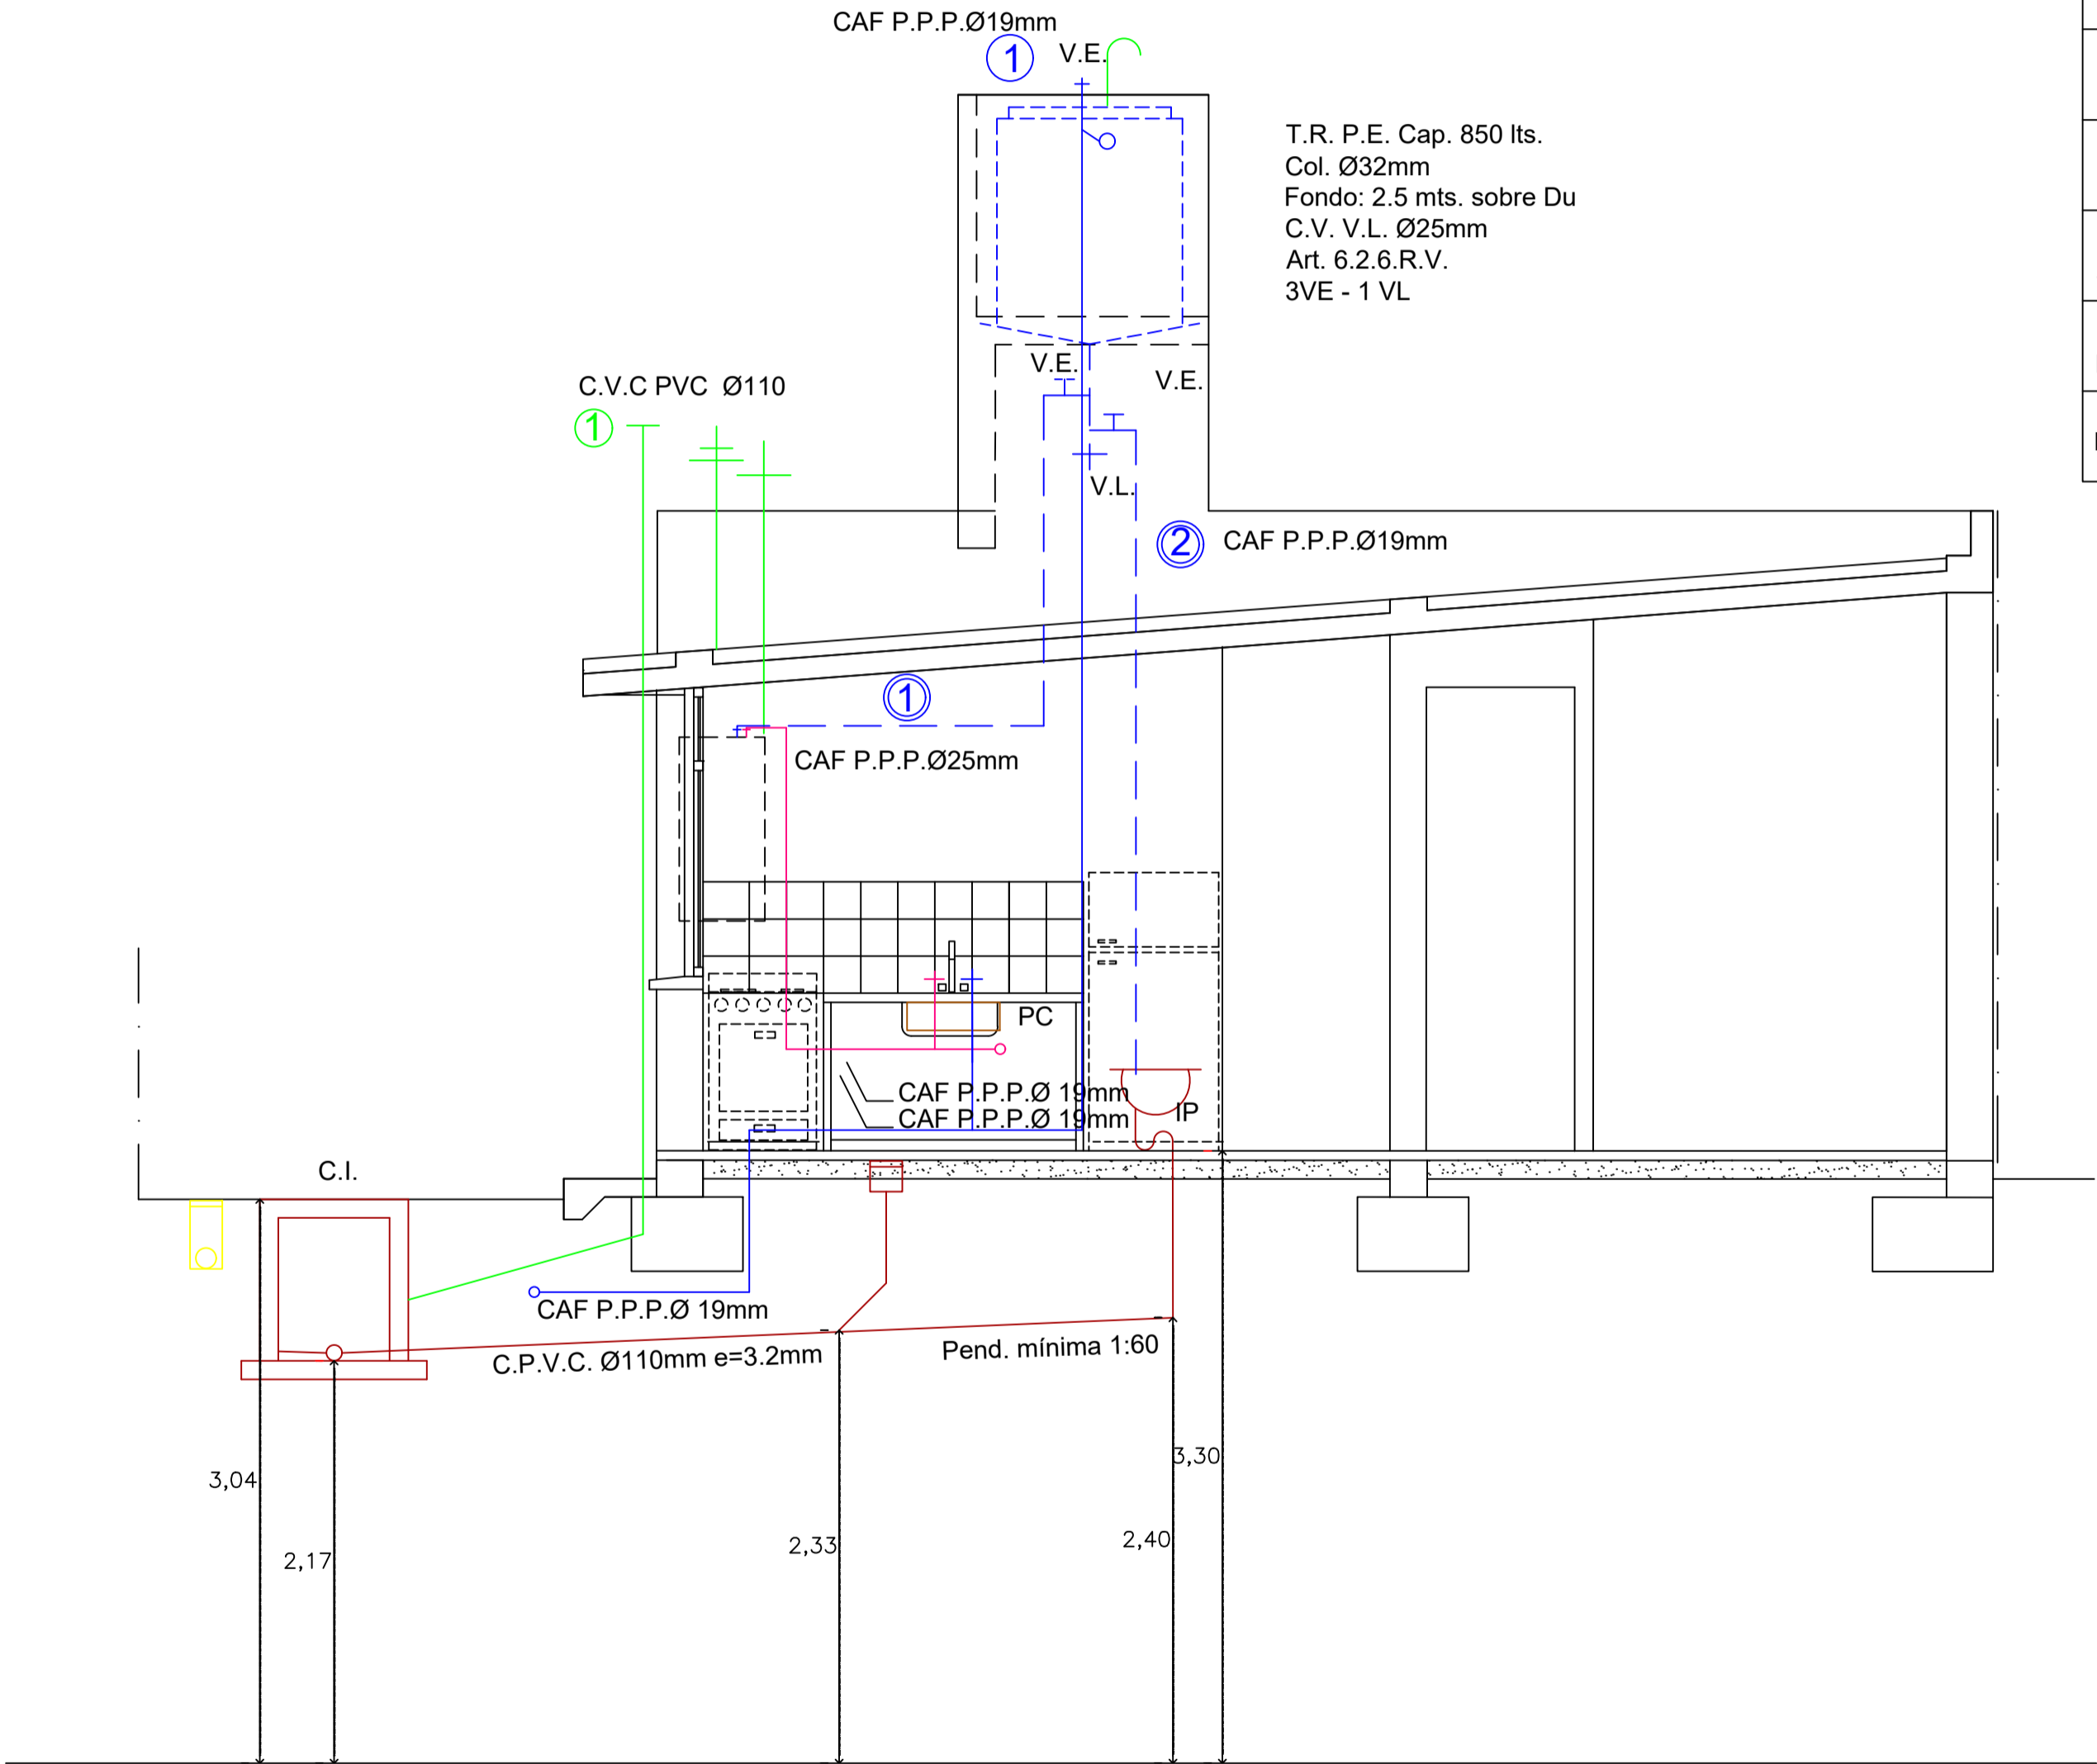 CAF P.P.P.Ø19mm
1
V.E.
T.R. P.E. Cap. 850 lts.
Col. Ø32mm
Fondo: 2.5 mts. sobre Du
C.V. V.L. Ø25mm
Art. 6.2.6.R.V.
3VE - 1 VL
V.E.
V.E.
C.V.C PVC Ø110
1
V.L.
2
CAF P.P.P.Ø19mm
1
CAF P.P.P.Ø25mm
PC
CAF P.P.P.Ø 19mm
CAF P.P.P.Ø 19mm
IP
C.I.
CAF P.P.P.Ø 19mm
C.P.V.C. Ø110mm e=3.2mm
Pend. mínima 1:60
3,04
2,17
2,33
2,40
3,30